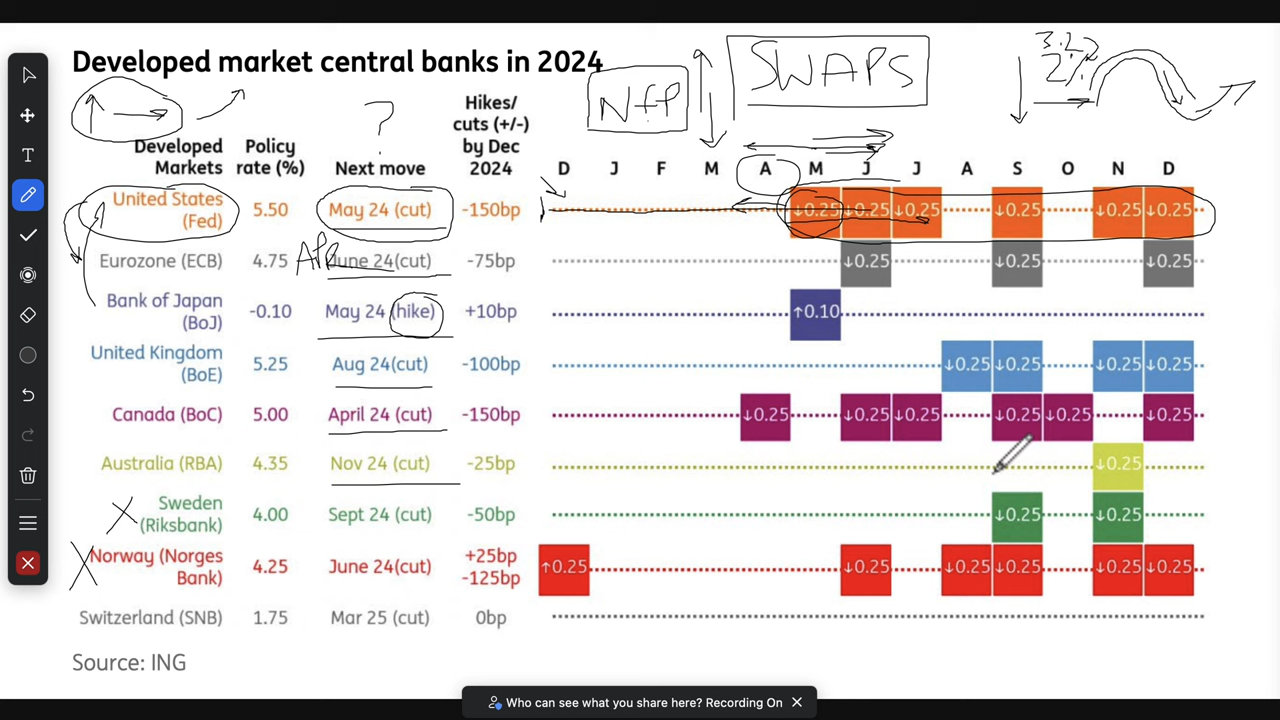 Developed market central banks in 2024
SWAPS
3.2
2%
NFP
?
Developed
Markets
Policy
rate (%)
Next move
Hikes/
cuts (+/-)
by Dec
2024
D J F M A M J J A S O N D
United States
(Fed)
5.50 May 24 (cut) -150bp ↓0.25 ↓0.25 ↓0.25 ↓0.25 ↓0.25 ↓0.25
Eurozone (ECB) 4.75 Apr June 24(cut) -75bp ↓0.25 ↓0.25 ↓0.25
Bank of Japan
(BoJ)
-0.10 May 24 (hike) +10bp ↑0.10
United Kingdom
(BoE)
5.25 Aug 24(cut) -100bp ↓0.25 ↓0.25 ↓0.25 ↓0.25
Canada (BoC) 5.00 April 24 (cut) -150bp ↓0.25 ↓0.25 ↓0.25 ↓0.25 ↓0.25 ↓0.25
Australia (RBA) 4.35 Nov 24 (cut) -25bp ↓0.25
Sweden
(Riksbank)
4.00 Sept 24 (cut) -50bp ↓0.25 ↓0.25
Norway (Norges
Bank)
4.25 June 24(cut) +25bp
-125bp
↑0.25 ↓0.25 ↓0.25 ↓0.25 ↓0.25 ↓0.25
Switzerland (SNB) 1.75 Mar 25 (cut) 0bp
Source: ING
Who can see what you share here? Recording On